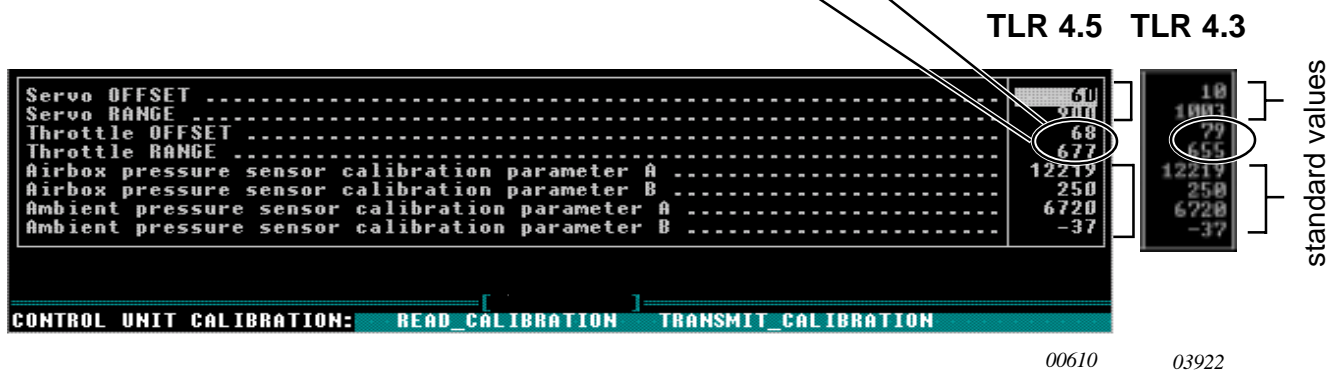 TLR 4.5 TLR 4.3
Servo OFFSET ........................................................ 60 10
Servo RANGE ......................................................... 900 1003
Throttle OFFSET ..................................................... 68 79
Throttle RANGE ...................................................... 677 655
Airbox pressure sensor calibration parameter A ...................... 12219 12219
Airbox pressure sensor calibration parameter B ...................... 250 250
Ambient pressure sensor calibration parameter A ..................... 6720 6720
Ambient pressure sensor calibration parameter B ..................... -37 -37
standard values
[ ]
CONTROL UNIT CALIBRATION: READ_CALIBRATION TRANSMIT_CALIBRATION
00610 03922